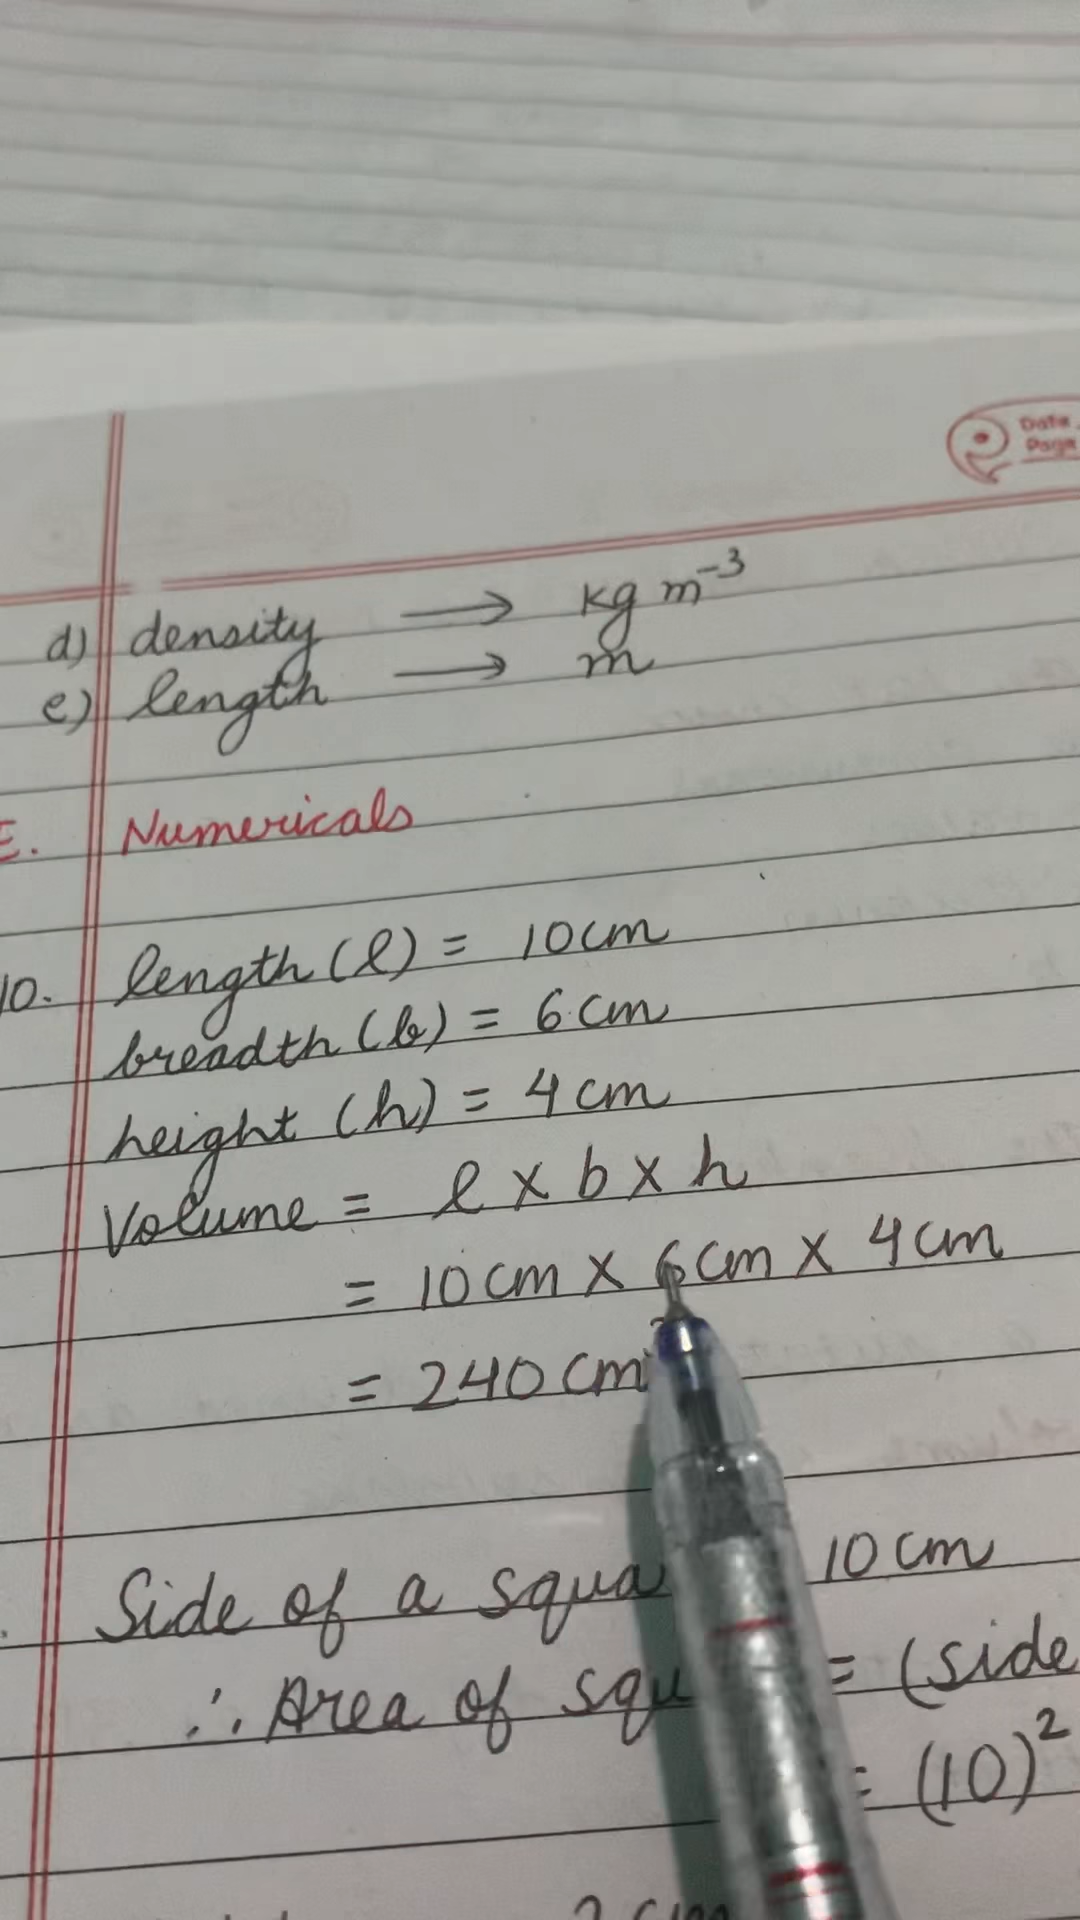 Date
Page
d) density → kg m⁻³
e) length → m
E. Numericals
10. length (l) = 10 cm
breadth (b) = 6 cm
height (h) = 4 cm
Volume = l × b × h
= 10 cm × 6 cm × 4 cm
= 240 cm
Side of a squa 10 cm
∴ Area of squ = (side
= (10)²
cm